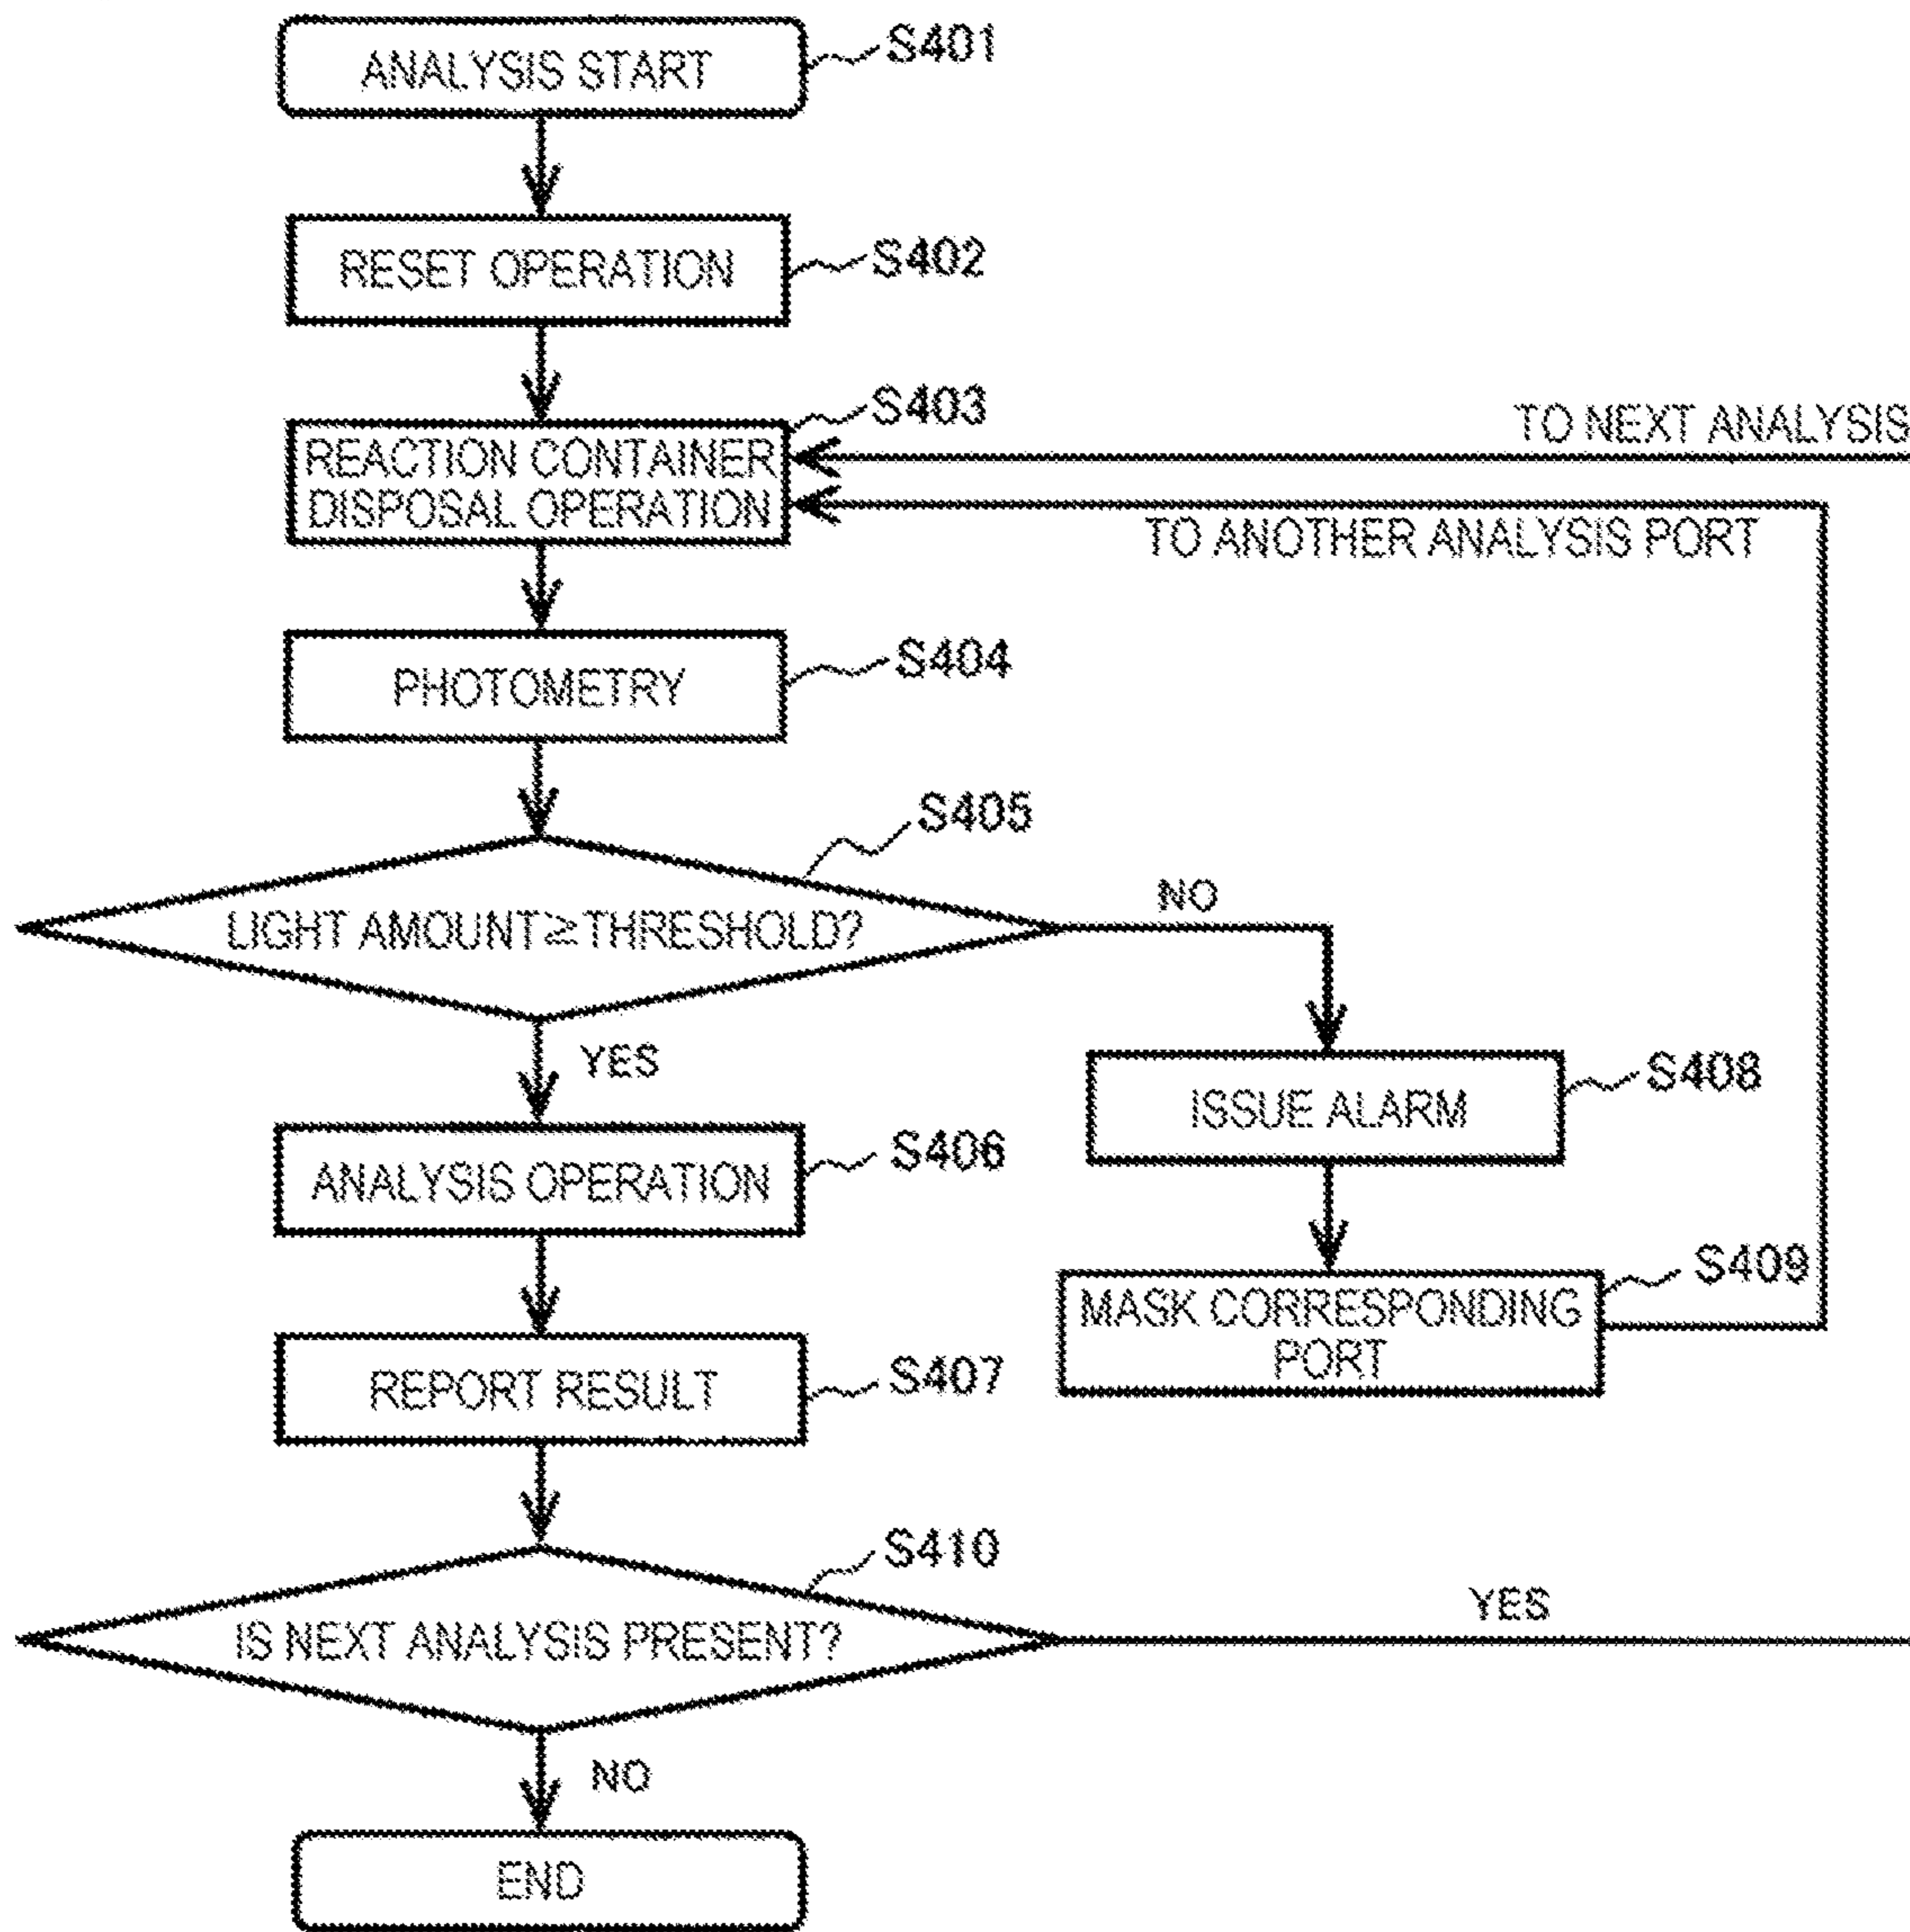 ANALYSIS START
S401
RESET OPERATION
S402
REACTION CONTAINER
DISPOSAL OPERATION
S403
TO NEXT ANALYSIS
TO ANOTHER ANALYSIS PORT
PHOTOMETRY
S404
LIGHT AMOUNT≧THRESHOLD?
S405
NO
YES
ANALYSIS OPERATION
S406
ISSUE ALARM
S408
MASK CORRESPONDING
PORT
S409
REPORT RESULT
S407
IS NEXT ANALYSIS PRESENT?
S410
YES
NO
END